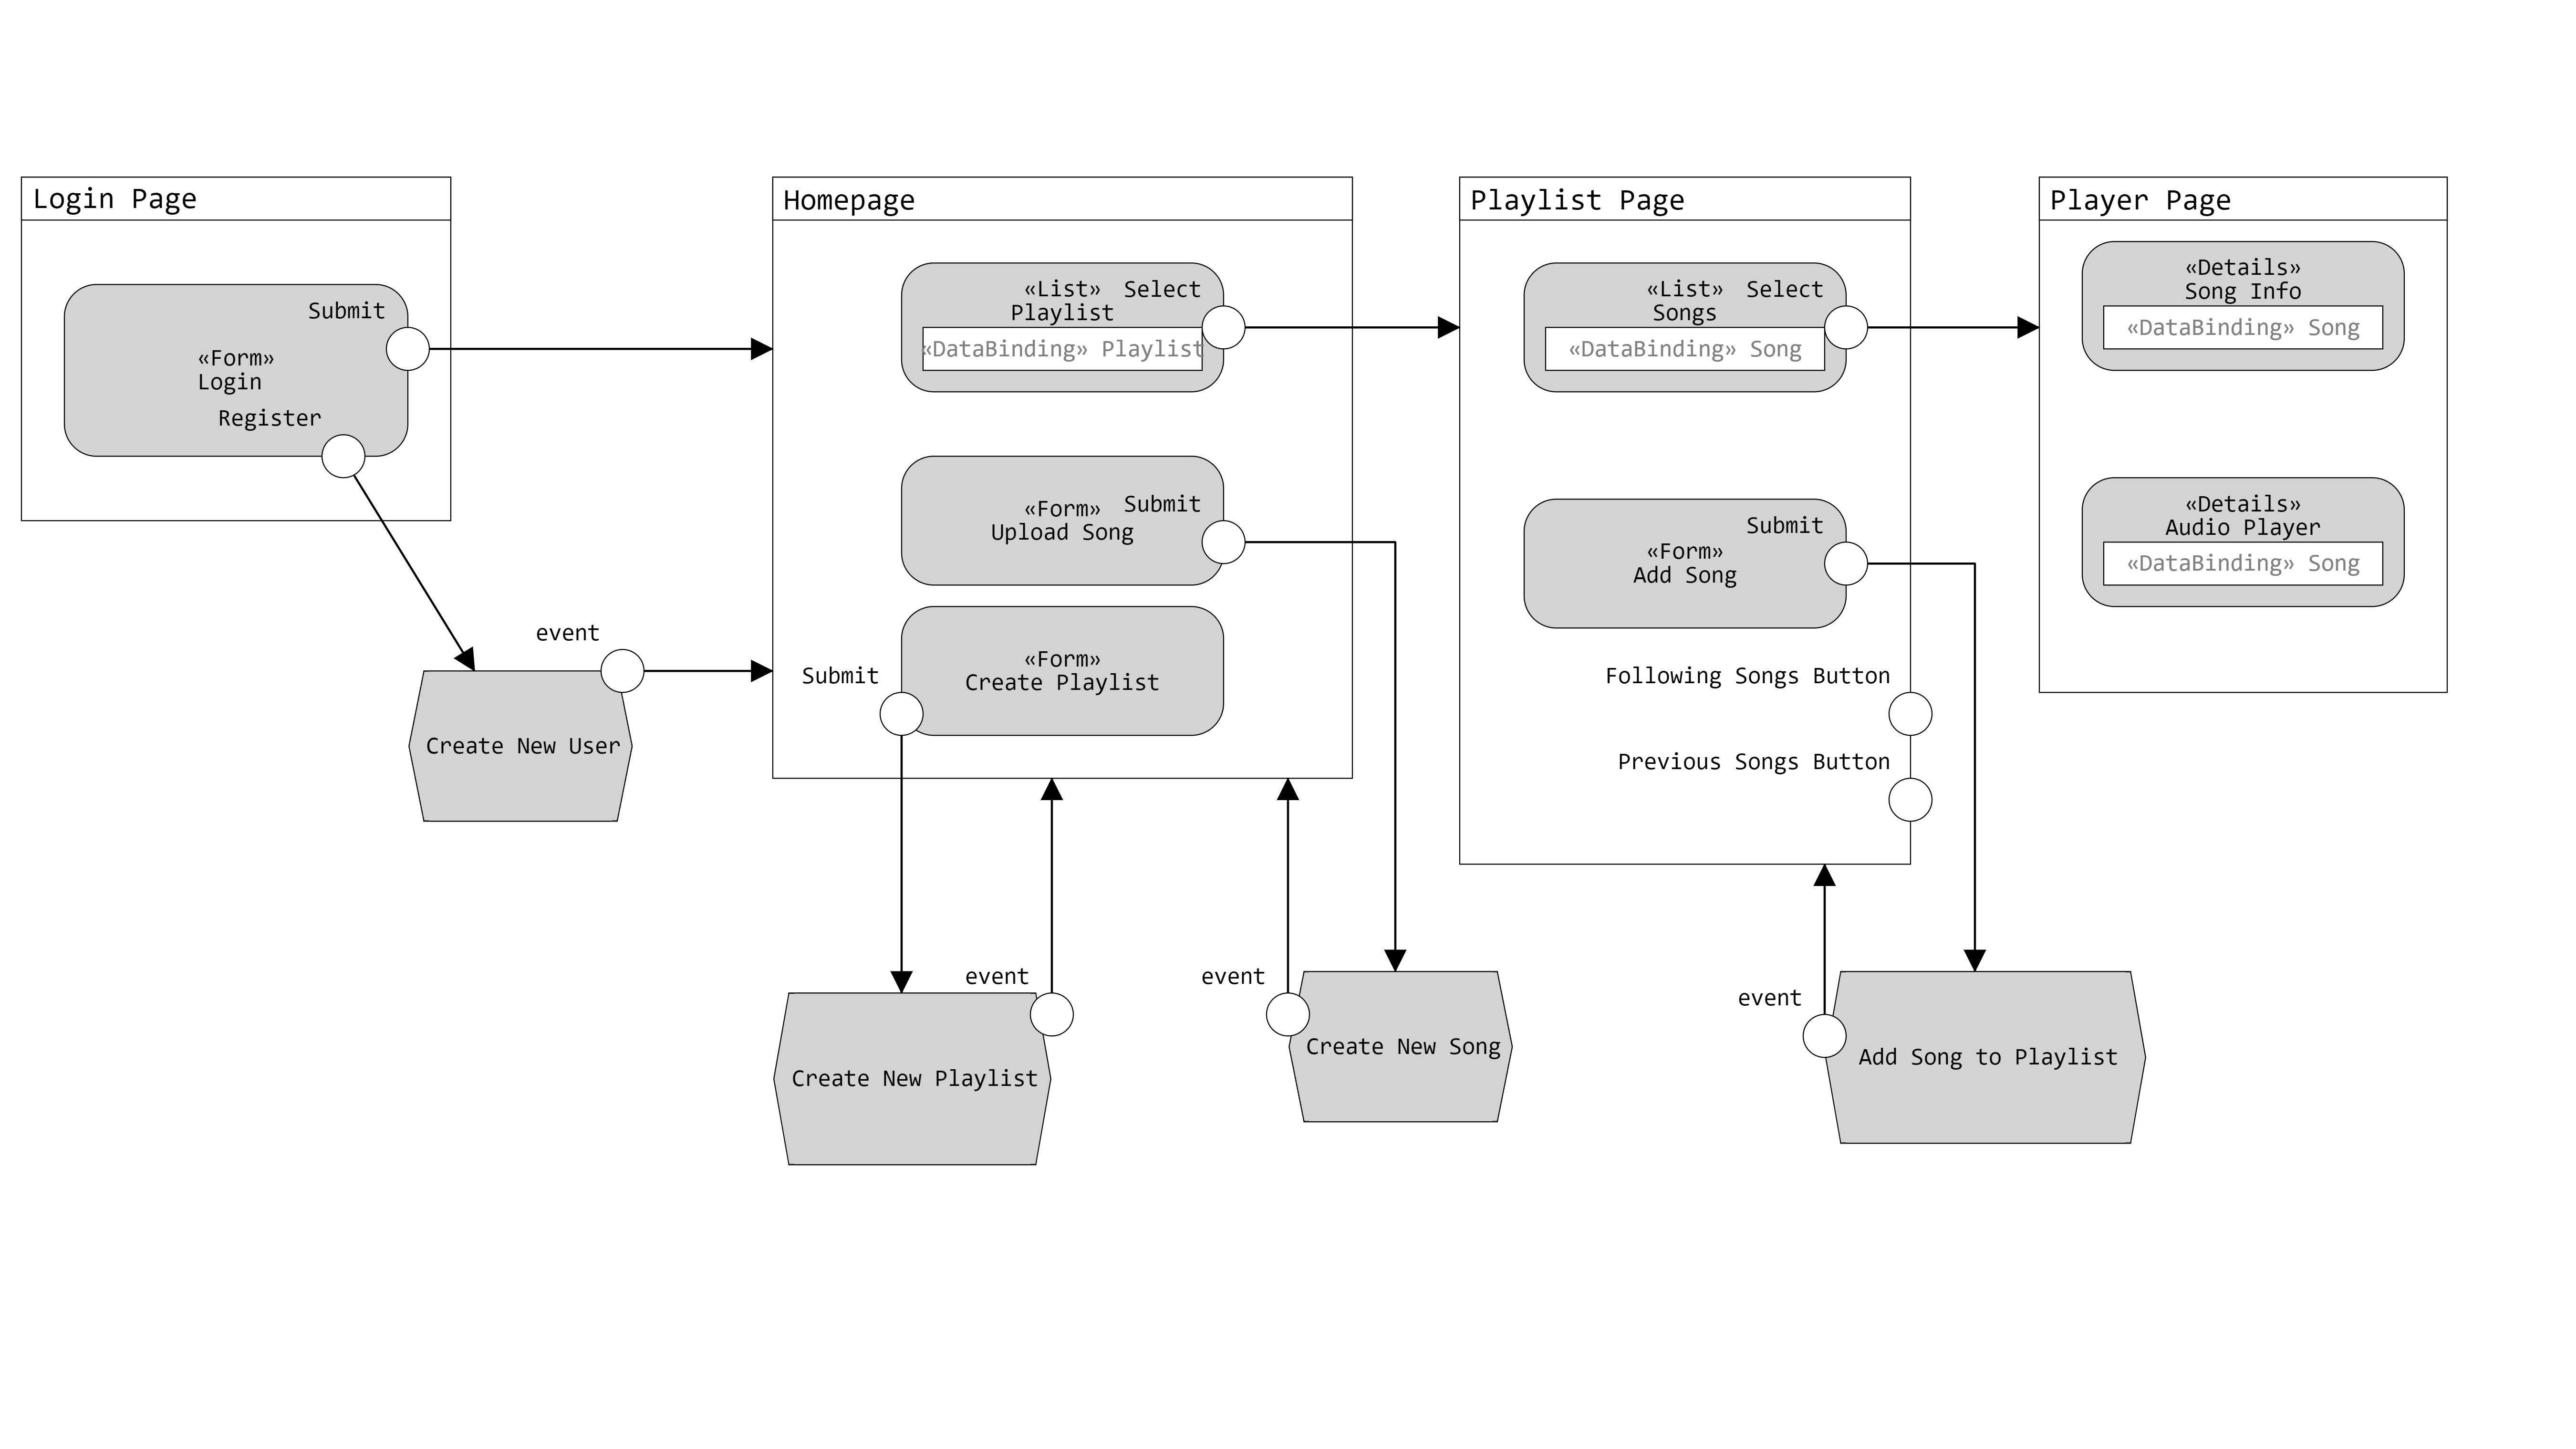 Login Page
Submit
«Form»
Login
Register
event
Create New User
Homepage
«List» Select
Playlist
«DataBinding» Playlist
«Form» Submit
Upload Song
«Form»
Create Playlist
Submit
event
Create New Playlist
event
Create New Song
Playlist Page
«List» Select
Songs
«DataBinding» Song
Submit
«Form»
Add Song
Following Songs Button
Previous Songs Button
event
Add Song to Playlist
Player Page
«Details»
Song Info
«DataBinding» Song
«Details»
Audio Player
«DataBinding» Song